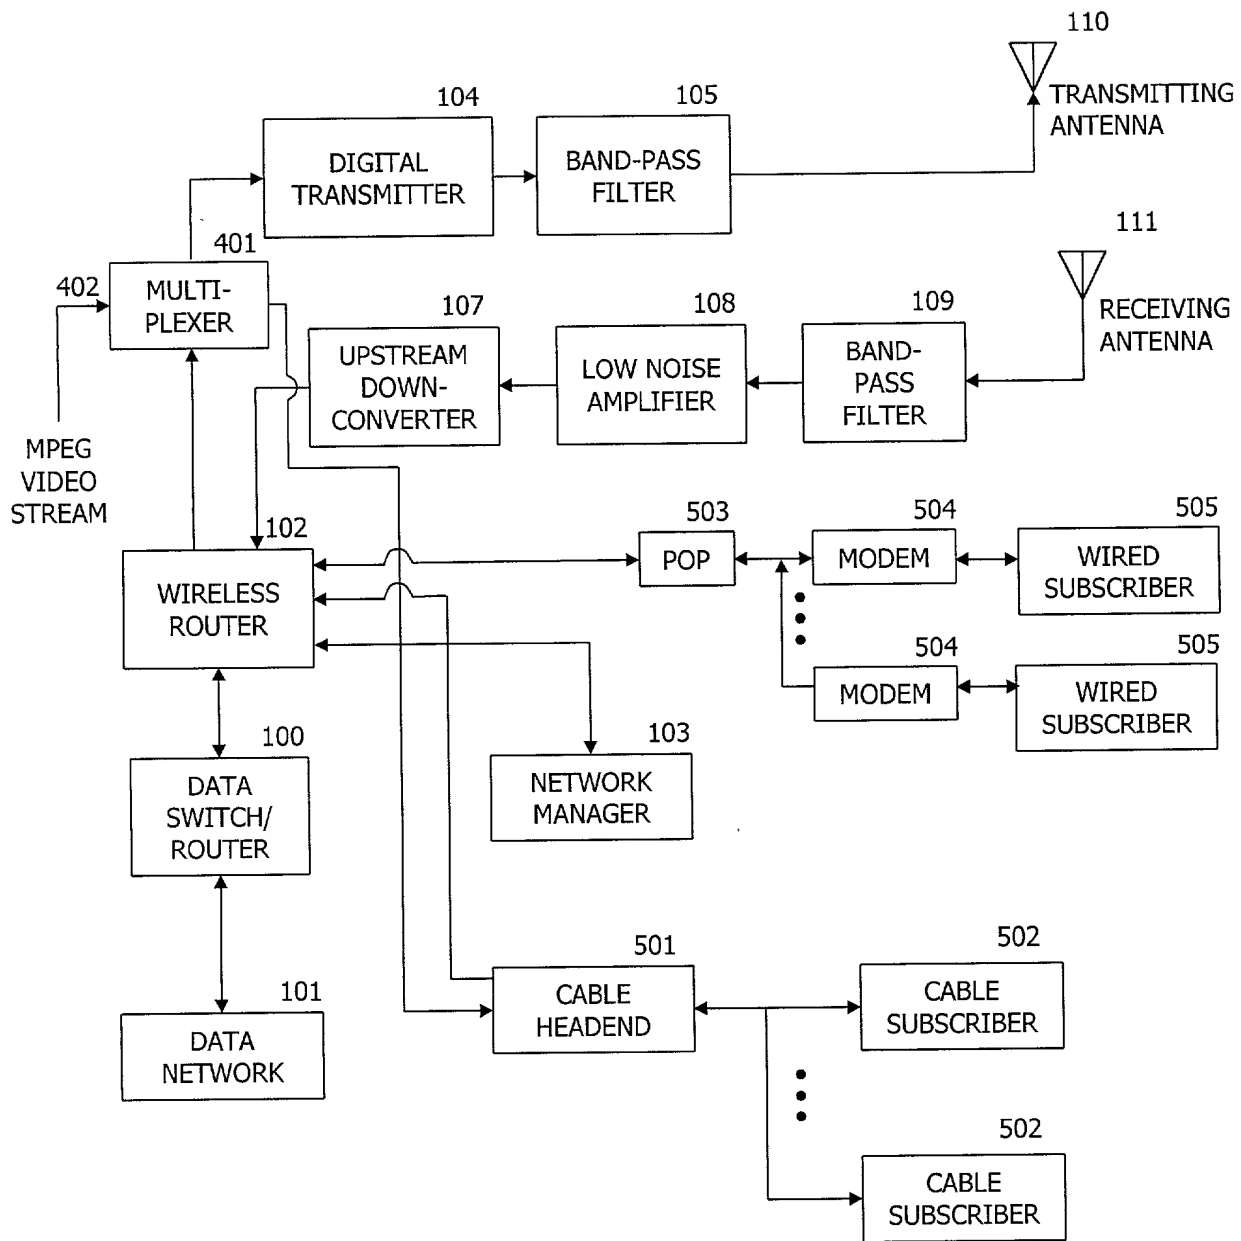 110
TRANSMITTING
ANTENNA
104
DIGITAL
TRANSMITTER
105
BAND-PASS
FILTER
111
RECEIVING
ANTENNA
401
MULTI-
PLEXER
402
MPEG
VIDEO
STREAM
107
UPSTREAM
DOWN-
CONVERTER
108
LOW NOISE
AMPLIFIER
109
BAND-
PASS
FILTER
102
WIRELESS
ROUTER
503
POP
504
MODEM
505
WIRED
SUBSCRIBER
504
MODEM
505
WIRED
SUBSCRIBER
100
DATA
SWITCH/
ROUTER
103
NETWORK
MANAGER
101
DATA
NETWORK
501
CABLE
HEADEND
502
CABLE
SUBSCRIBER
502
CABLE
SUBSCRIBER